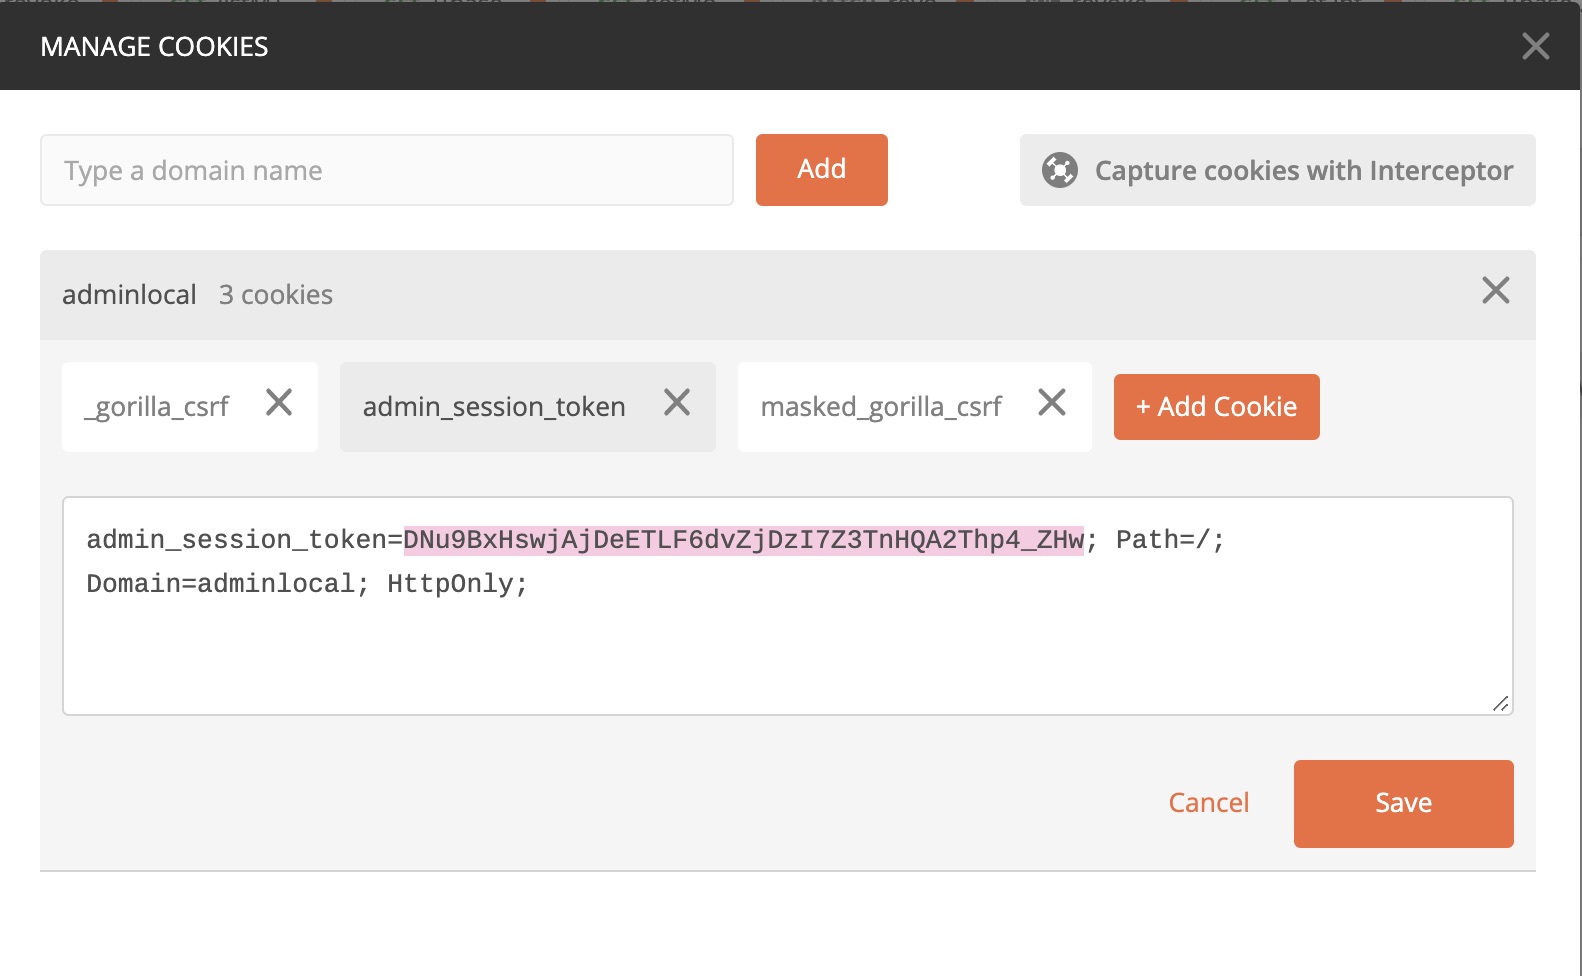 MANAGE COOKIES
Type a domain name
Add
Capture cookies with Interceptor
adminlocal 3 cookies
_gorilla_csrf
admin_session_token
masked_gorilla_csrf
+ Add Cookie
admin_session_token=DNu9BxHswjAjDeETLF6dvZjDzI7Z3TnHQA2Thp4_ZHw; Path=/;
Domain=adminlocal; HttpOnly;
Cancel
Save